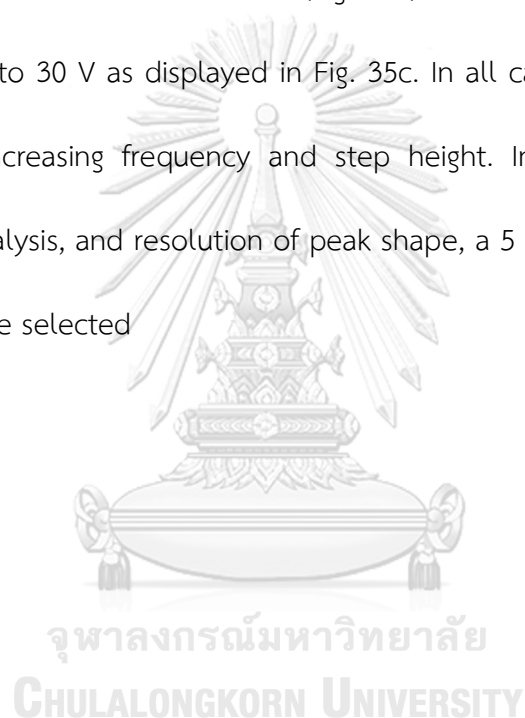 to 30 V as displayed in Fig. 35c. In all
creasing frequency and step height. In
alysis, and resolution of peak shape, a 5
e selected
จุฬาลงกรณ์มหาวิทยาลัย
CHULALONGKORN UNIVERSITY